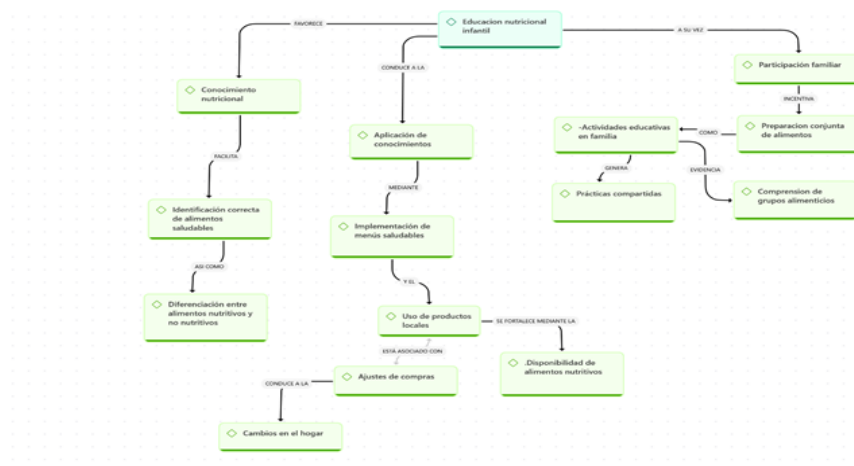 Educacion nutricional
infantil
FAVORECE
A SU VEZ
CONDUCE A LA
Participación familiar
Conocimiento
nutricional
INCENTIVA
Aplicación de
conocimientos
-Actividades educativas
en familia
COMO
Preparacion conjunta
de alimentos
FACILITA
GENERA
EVIDENCIA
MEDIANTE
Prácticas compartidas
Comprension de
grupos alimenticios
Identificación correcta
de alimentos
saludables
Implementación de
menús saludables
ASI COMO
Y EL
Diferenciación entre
alimentos nutritivos y
no nutritivos
Uso de productos
locales
SE FORTALECE MEDIANTE LA
ESTÁ ASOCIADO CON
.Disponibilidad de
alimentos nutritivos
Ajustes de compras
CONDUCE A LA
Cambios en el hogar